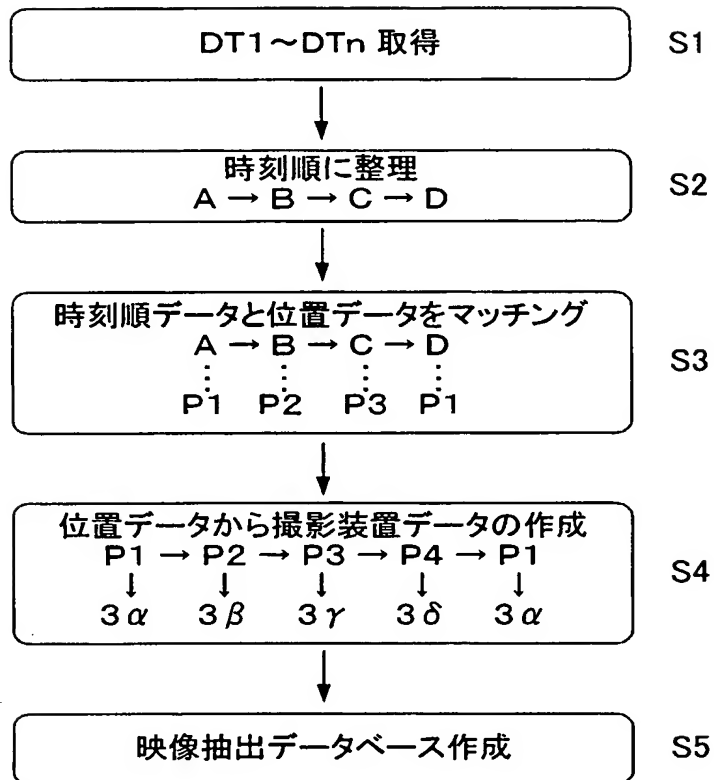 DT1～DTn 取得 S1
時刻順に整理
A → B → C → D S2
時刻順データと位置データをマッチング
A → B → C → D
P1 P2 P3 P1 S3
位置データから撮影装置データの作成
P1 → P2 → P3 → P4 → P1
3α 3β 3γ 3δ 3α S4
映像抽出データベース作成 S5